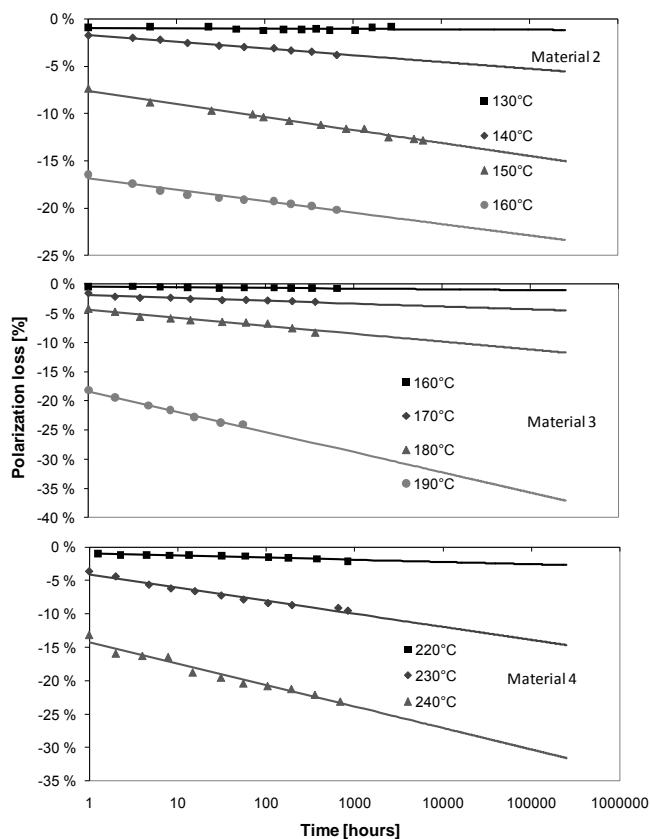 0 %
-5 %
-10 %
-15 %
-20 %
-25 %
Material 2
130°C
140°C
150°C
160°C
0 %
-5 %
-10 %
-15 %
-20 %
-25 %
-30 %
-35 %
-40 %
Polarization loss [%]
160°C
170°C
180°C
190°C
Material 3
0 %
-5 %
-10 %
-15 %
-20 %
-25 %
-30 %
-35 %
220°C
230°C
240°C
Material 4
1 10 100 1000 10000 100000 1000000
Time [hours]